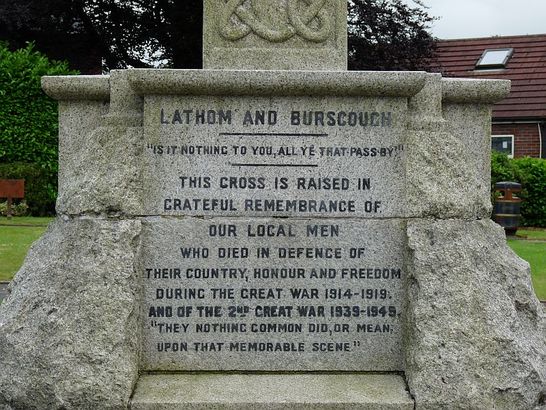 LATHOM AND BURSCOUGH
"IS IT NOTHING TO YOU, ALL YE THAT PASS BY!"
THIS CROSS IS RAISED IN
GRATEFUL REMEMBRANCE OF
OUR LOCAL MEN
WHO DIED IN DEFENCE OF
THEIR COUNTRY, HONOUR AND FREEDOM
DURING THE GREAT WAR 1914-1919.
AND OF THE 2ND GREAT WAR 1939-1949.
"THEY NOTHING COMMON DID, OR MEAN,
UPON THAT MEMORABLE SCENE"